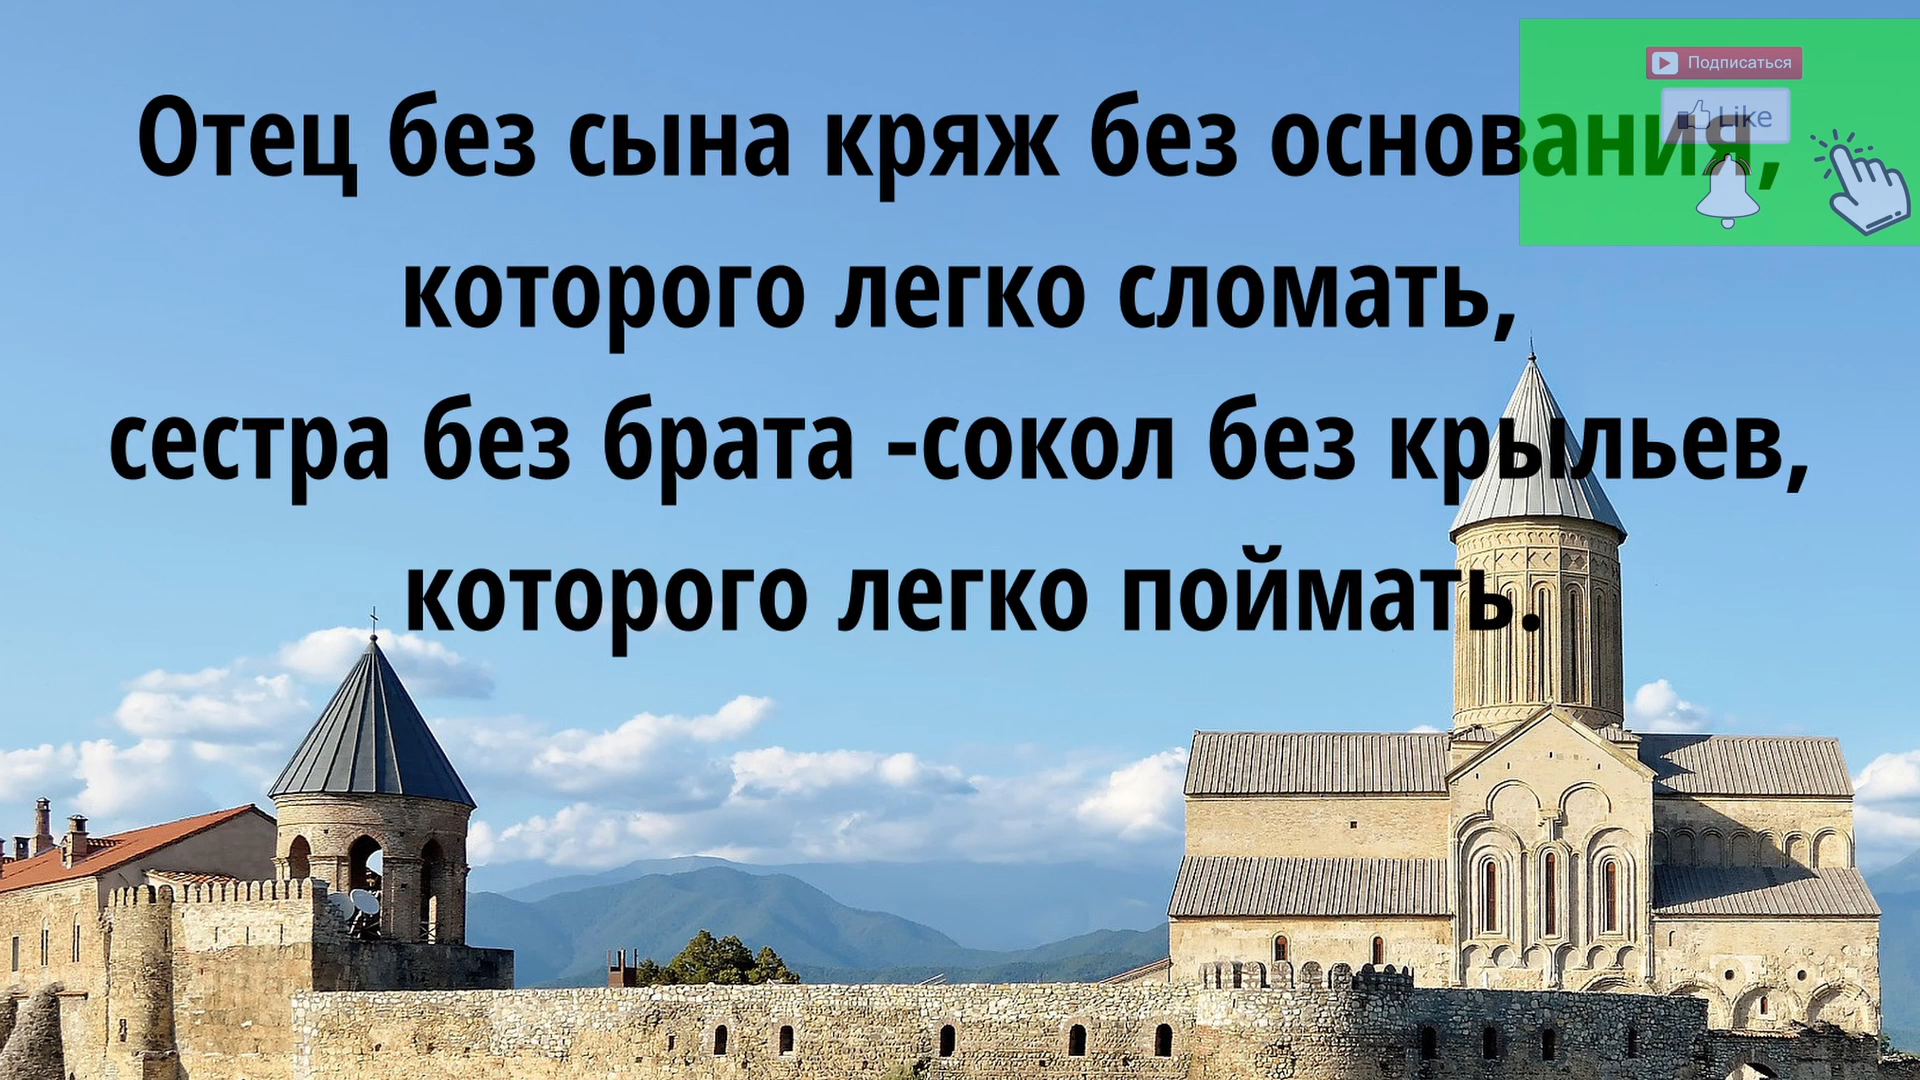 Отец без сына кряж без основания,
которого легко сломать,
сестра без брата -сокол без крыльев,
которого легко поймать.
Подписаться
Like